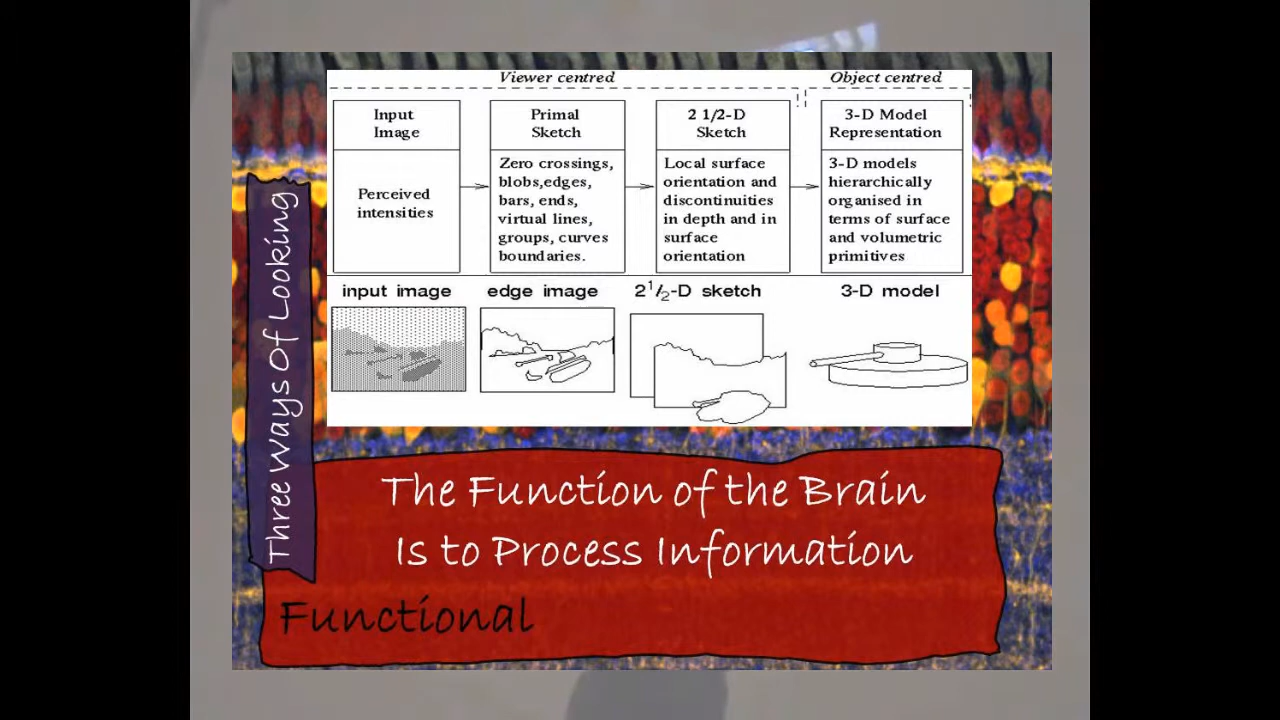 Viewer centred
Object centred
Input
Image
Perceived
intensities
Primal
Sketch
Zero crossings,
blobs,edges,
bars, ends,
virtual lines,
groups, curves
boundaries.
2 1/2-D
Sketch
Local surface
orientation and
discontinuities
in depth and in
surface
orientation
3-D Model
Representation
3-D models
hierarchically
organised in
terms of surface
and volumetric
primitives
input image
edge image
2 1/2-D sketch
3-D model
Three Ways Of Looking
The Function of the Brain
Is to Process Information
Functional